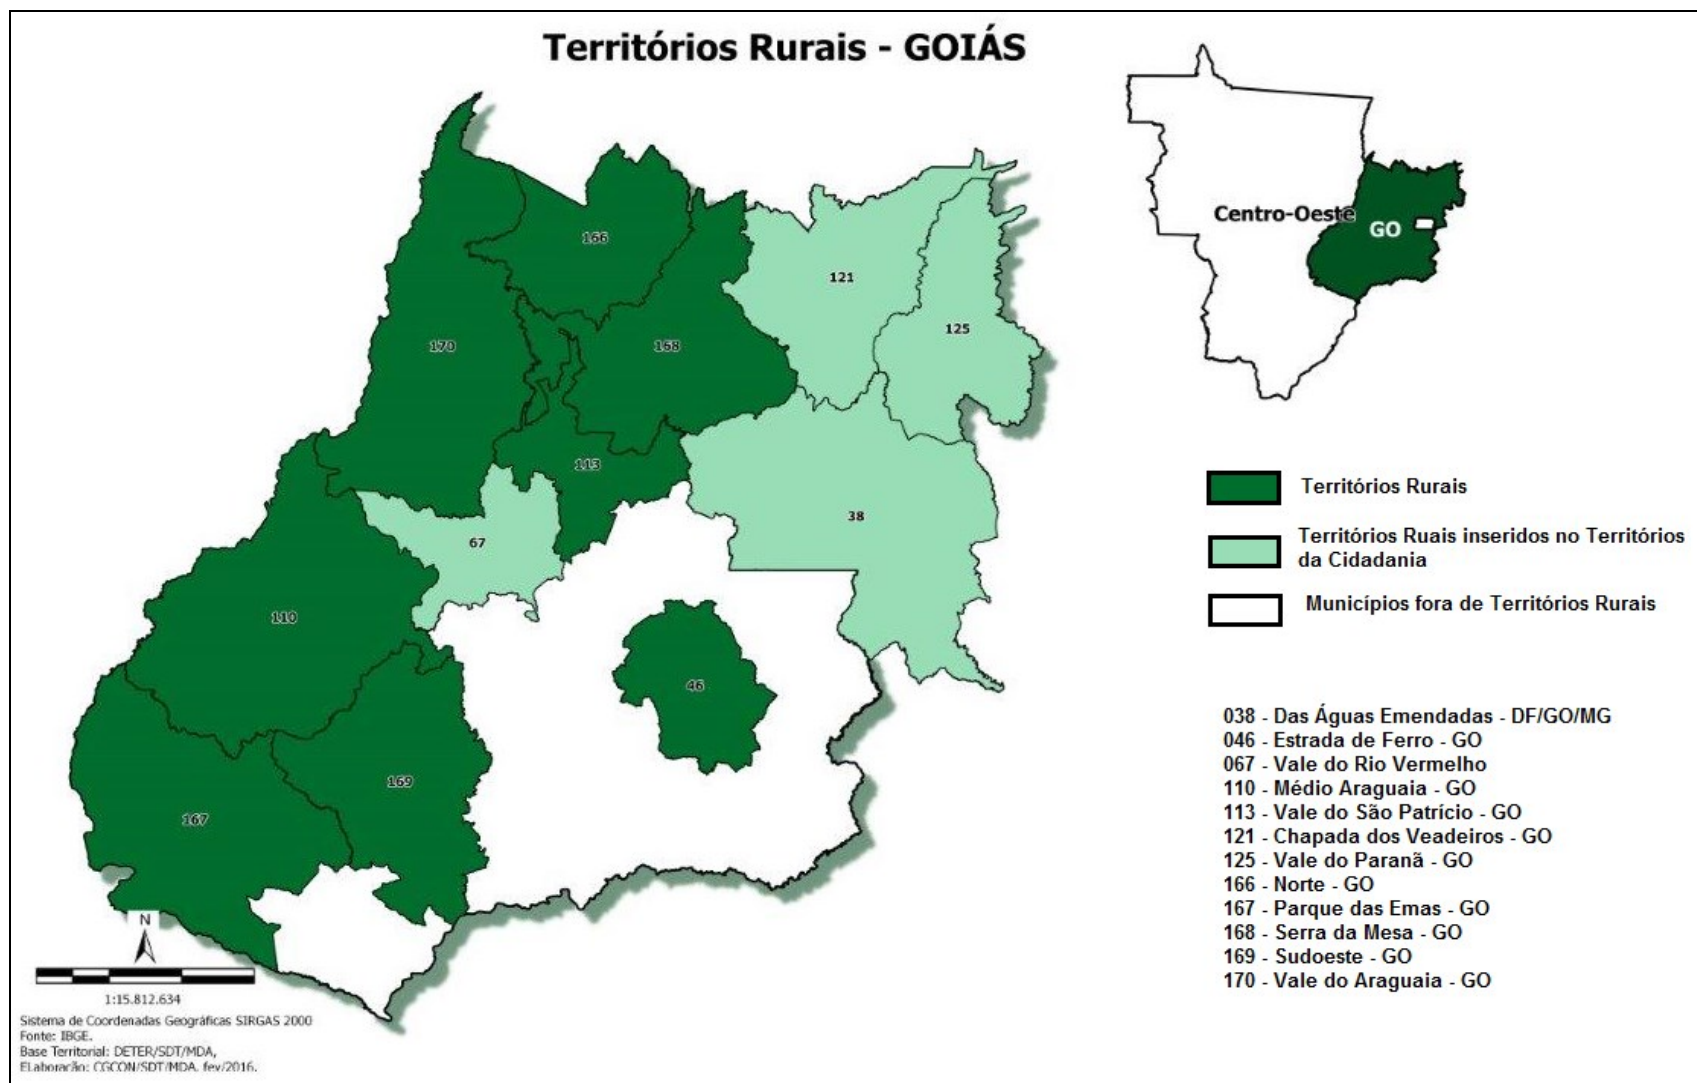 Territórios Rurais - GOIÁS
Centro-Oeste
GO
166
121
125
170
168
113
38
67
110
46
169
167
Territórios Rurais
Territórios Ruais inseridos no Territórios
da Cidadania
Municípios fora de Territórios Rurais
038 - Das Águas Emendadas - DF/GO/MG
046 - Estrada de Ferro - GO
067 - Vale do Rio Vermelho
110 - Médio Araguaia - GO
113 - Vale do São Patrício - GO
121 - Chapada dos Veadeiros - GO
125 - Vale do Paranã - GO
166 - Norte - GO
167 - Parque das Emas - GO
168 - Serra da Mesa - GO
169 - Sudoeste - GO
170 - Vale do Araguaia - GO
N
1:15.812.634
Sistema de Coordenadas Geográficas SIRGAS 2000
Fonte: IBGE.
Base Territorial: DETER/SDT/MDA,
ELaboração: CGCON/SDT/MDA, fev/2016.